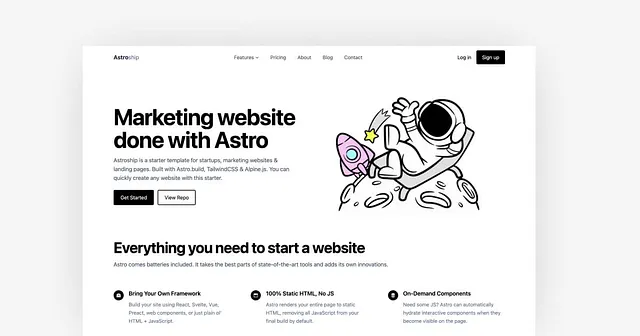 Astroship
Features
Pricing
About
Blog
Contact
Log in
Sign up
Marketing website
done with Astro
Astroship is a starter template for startups, marketing websites &
landing pages. Built with Astro.build, TailwindCSS & Alpine.js. You can
quickly create any website with this starter.
Get Started
View Repo
Everything you need to start a website
Astro comes batteries included. It takes the best parts of state-of-the-art tools and adds its own innovations.
Bring Your Own Framework
Build your site using React, Svelte, Vue,
Preact, web components, or just plain ol'
HTML + JavaScript.
100% Static HTML, No JS
Astro renders your entire page to static
HTML, removing all JavaScript from your
final build by default.
On-Demand Components
Need some JS? Astro can automatically
hydrate interactive components when they
become visible on the page.